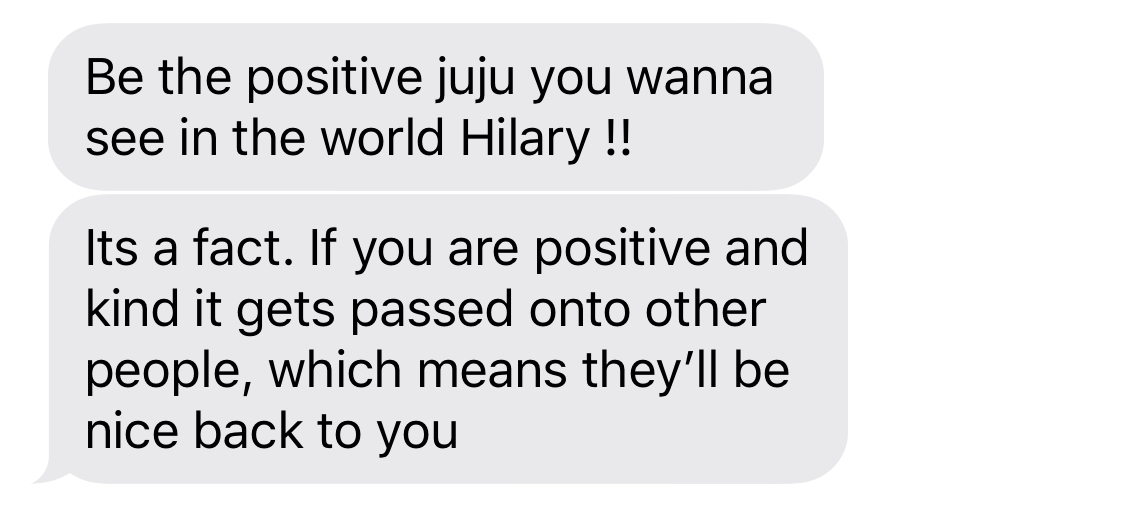 Be the positive juju you wanna
see in the world Hilary !!
Its a fact. If you are positive and
kind it gets passed onto other
people, which means they’ll be
nice back to you